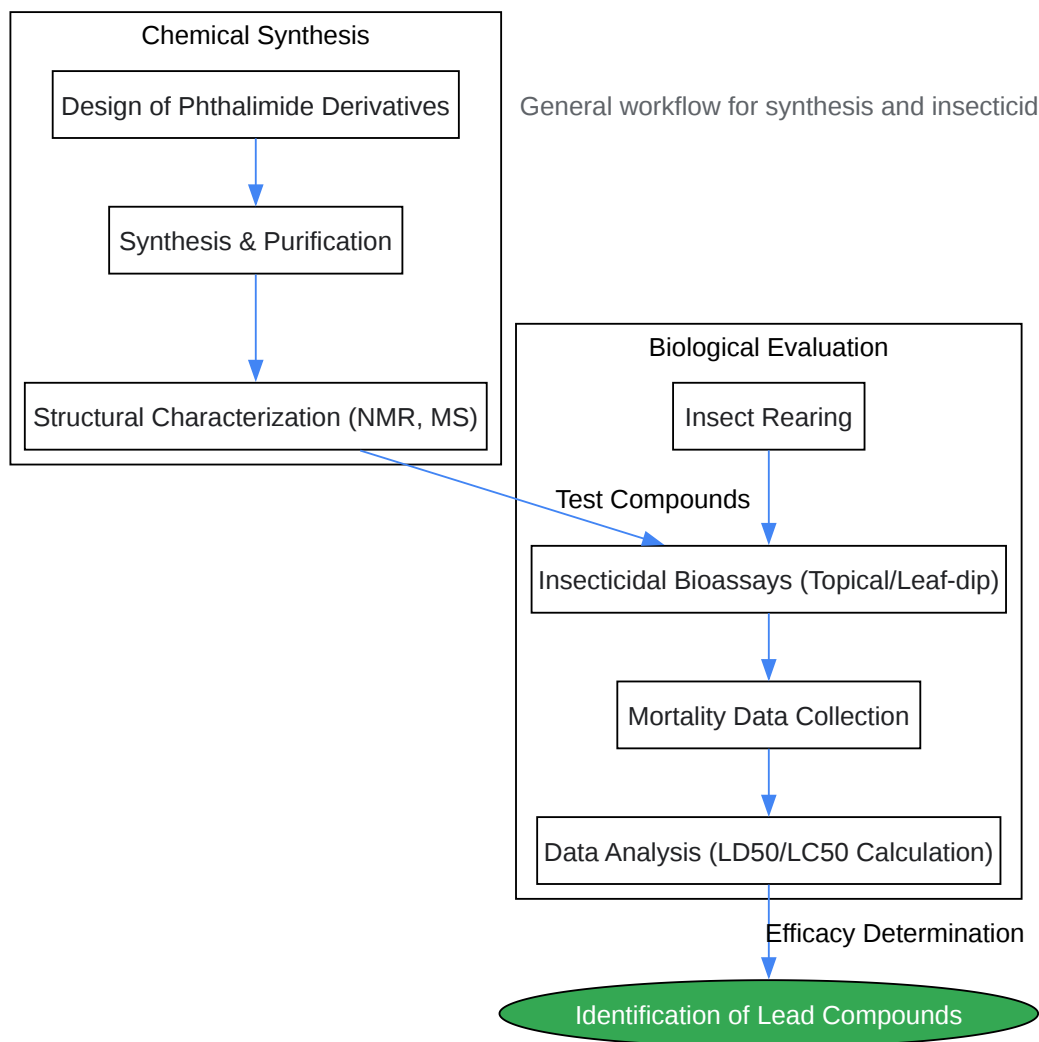 Chemical Synthesis
Design of Phthalimide Derivatives
General workflow for synthesis and insecticid
Synthesis & Purification
Structural Characterization (NMR, MS)
Biological Evaluation
Insect Rearing
Test Compounds
Insecticidal Bioassays (Topical/Leaf-dip)
Mortality Data Collection
Data Analysis (LD50/LC50 Calculation)
Efficacy Determination
Identification of Lead Compounds